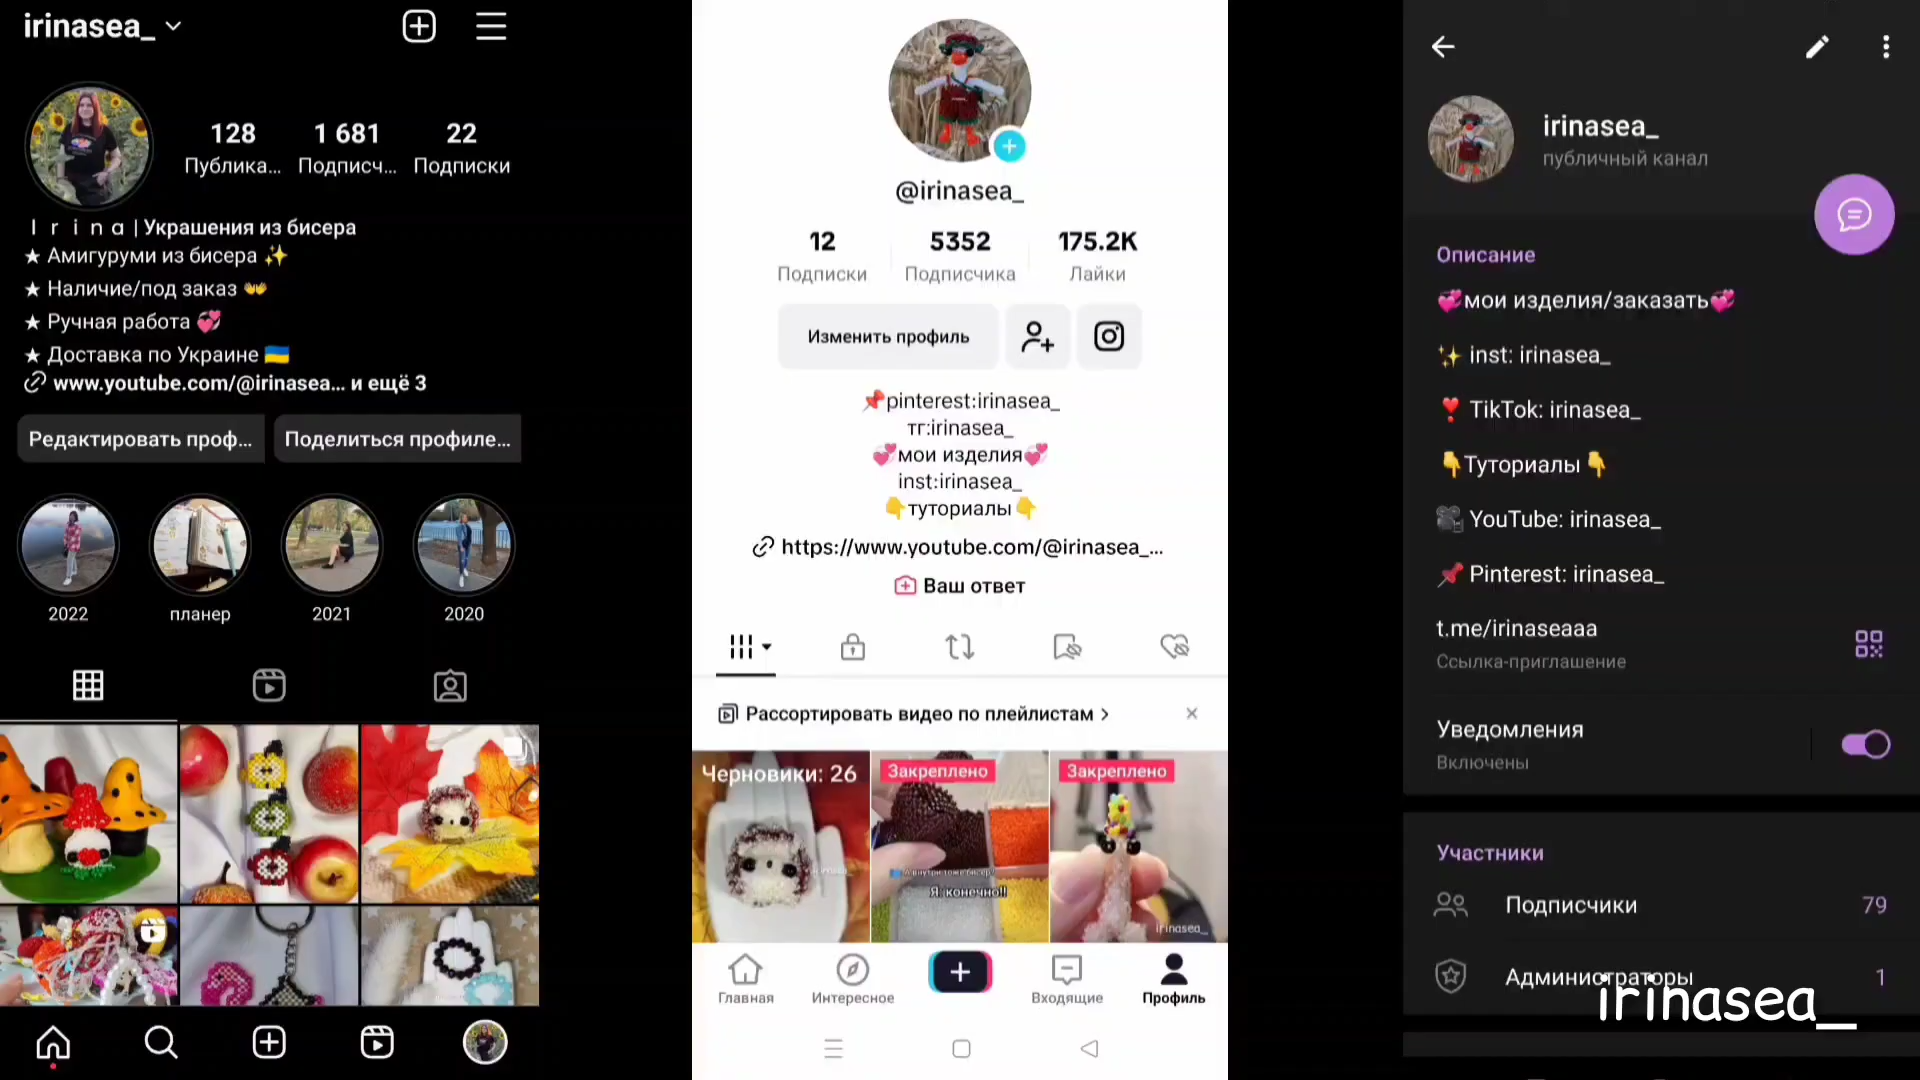 irinasea_
128
1 681
22
Публика...
Подписч...
Подписки
I r i n a | Украшения из бисера
★ Амигуруми из бисера ✨
★ Наличие/под заказ 👐
★ Ручная работа 💞
★ Доставка по Украине 🇺🇦
www.youtube.com/@irinasea... и ещё 3
Редактировать проф...
Поделиться профиле...
2022
планер
2021
2020
@irinasea_
12
5352
175.2K
Подписки
Подписчика
Лайки
Изменить профиль
📌pinterest:irinasea_
тг:irinasea_
💞мои изделия💞
inst:irinasea_
👇туториалы👇
https://www.youtube.com/@irinasea_...
Ваш ответ
Рассортировать видео по плейлистам >
Черновики: 26
Закреплено
Закреплено
А внутри тоже бисер?
Я, конечно!!
irinasea_
Главная
Интересное
Входящие
Профиль
irinasea_
публичный канал
Описание
💞мои изделия/заказать💞
✨ inst: irinasea_
❣️ TikTok: irinasea_
👇Туториалы👇
🎥 YouTube: irinasea_
📌 Pinterest: irinasea_
t.me/irinaseaaa
Ссылка-приглашение
Уведомления
Включены
Участники
Подписчики
79
Администраторы
1
irinasea_